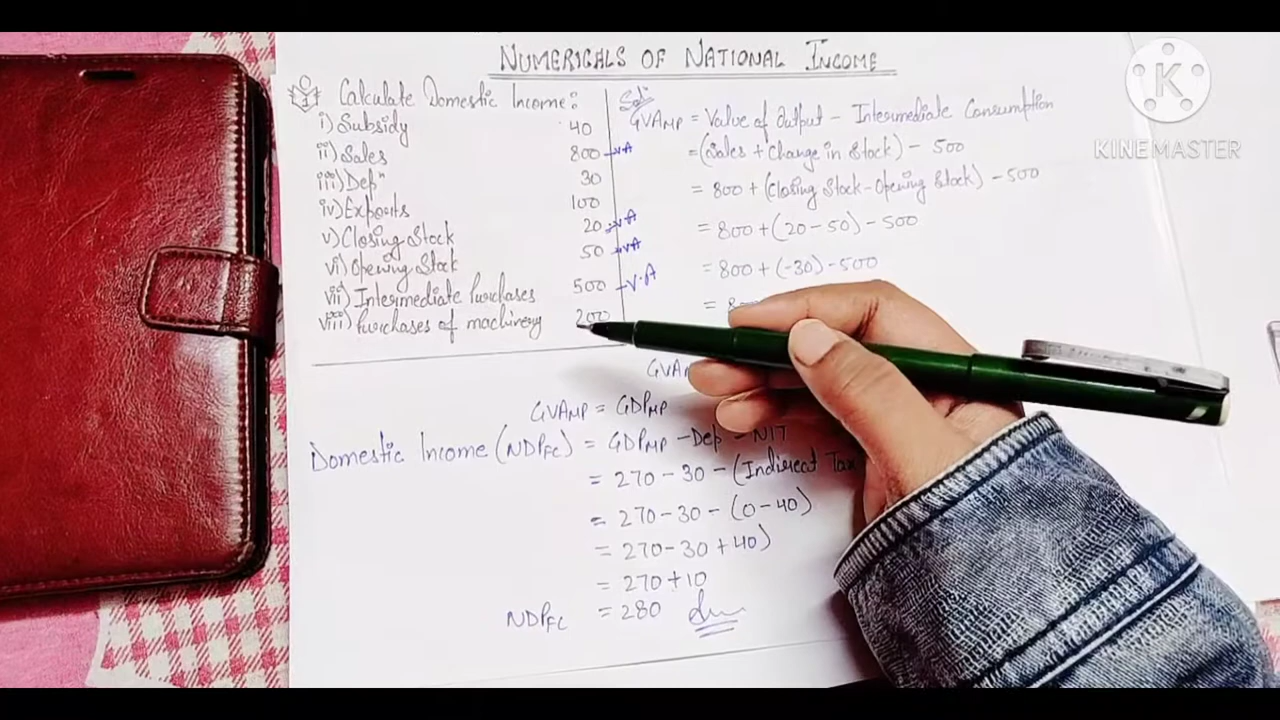 NUMERICALS OF NATIONAL INCOME
Calculate Domestic Income:
i) Subsidy 40
ii) Sales 800 VA
iii) Depⁿ 30
iv) Exports 100
v) Closing Stock 20 VA
vi) Opening Stock 50 VA
vii) Intermediate Purchases 500 V.A
viii) Purchases of machinery 200
Sol:
GVAMP = Value of Output - Intermediate Consumption
= (Sales + Change in Stock) - 500
= 800 + (Closing Stock - Opening Stock) - 500
= 800 + (20 - 50) - 500
= 800 + (-30) - 500
=
GVAMP = GDPMP
Domestic Income (NDPFC) = GDPMP - Dep - NIT
= 270 - 30 - (Indirect Tax
= 270 - 30 - (0 - 40)
= 270 - 30 + 40)
= 270 + 10
NDPFC = 280
K
KINEMASTER